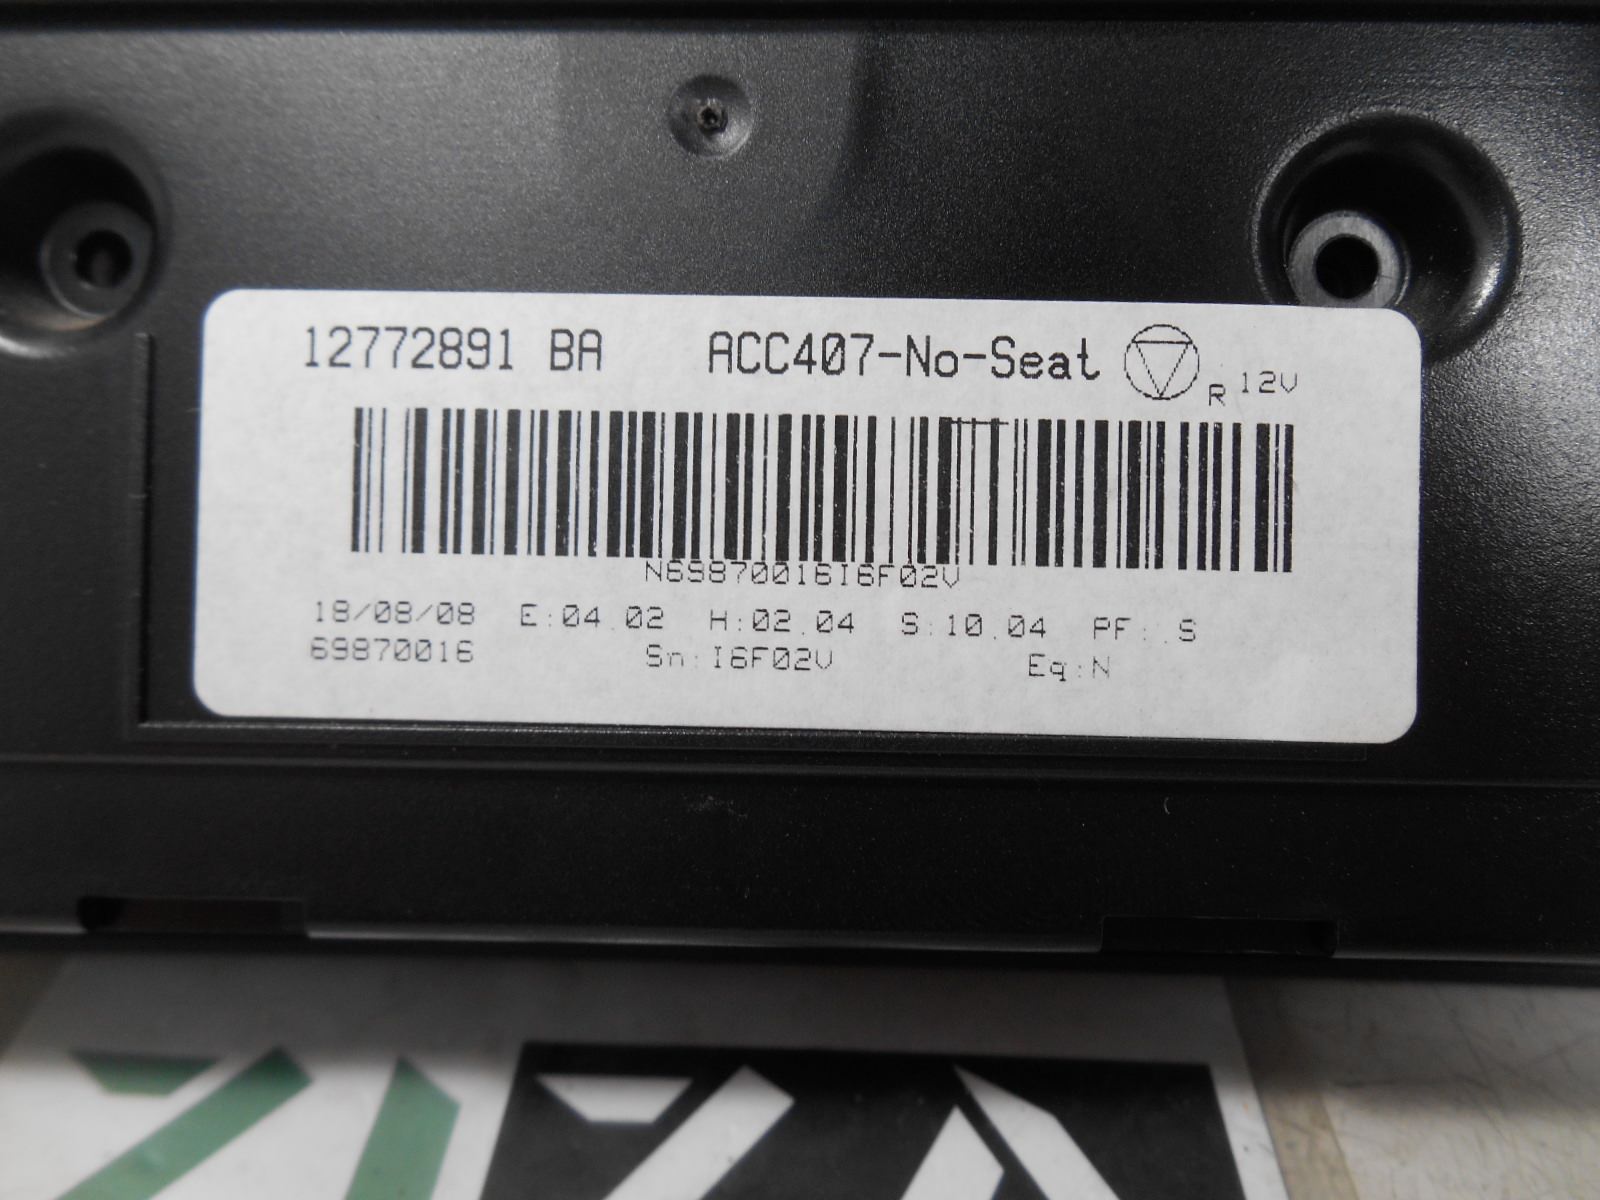 12772891 BA ACC407-No-Seat R 12V
N69870016I6F02V
18/08/08 E:04.02 H:02.04 S:10.04 PF: .S
69870016 Sn:I6F02V Eq:N